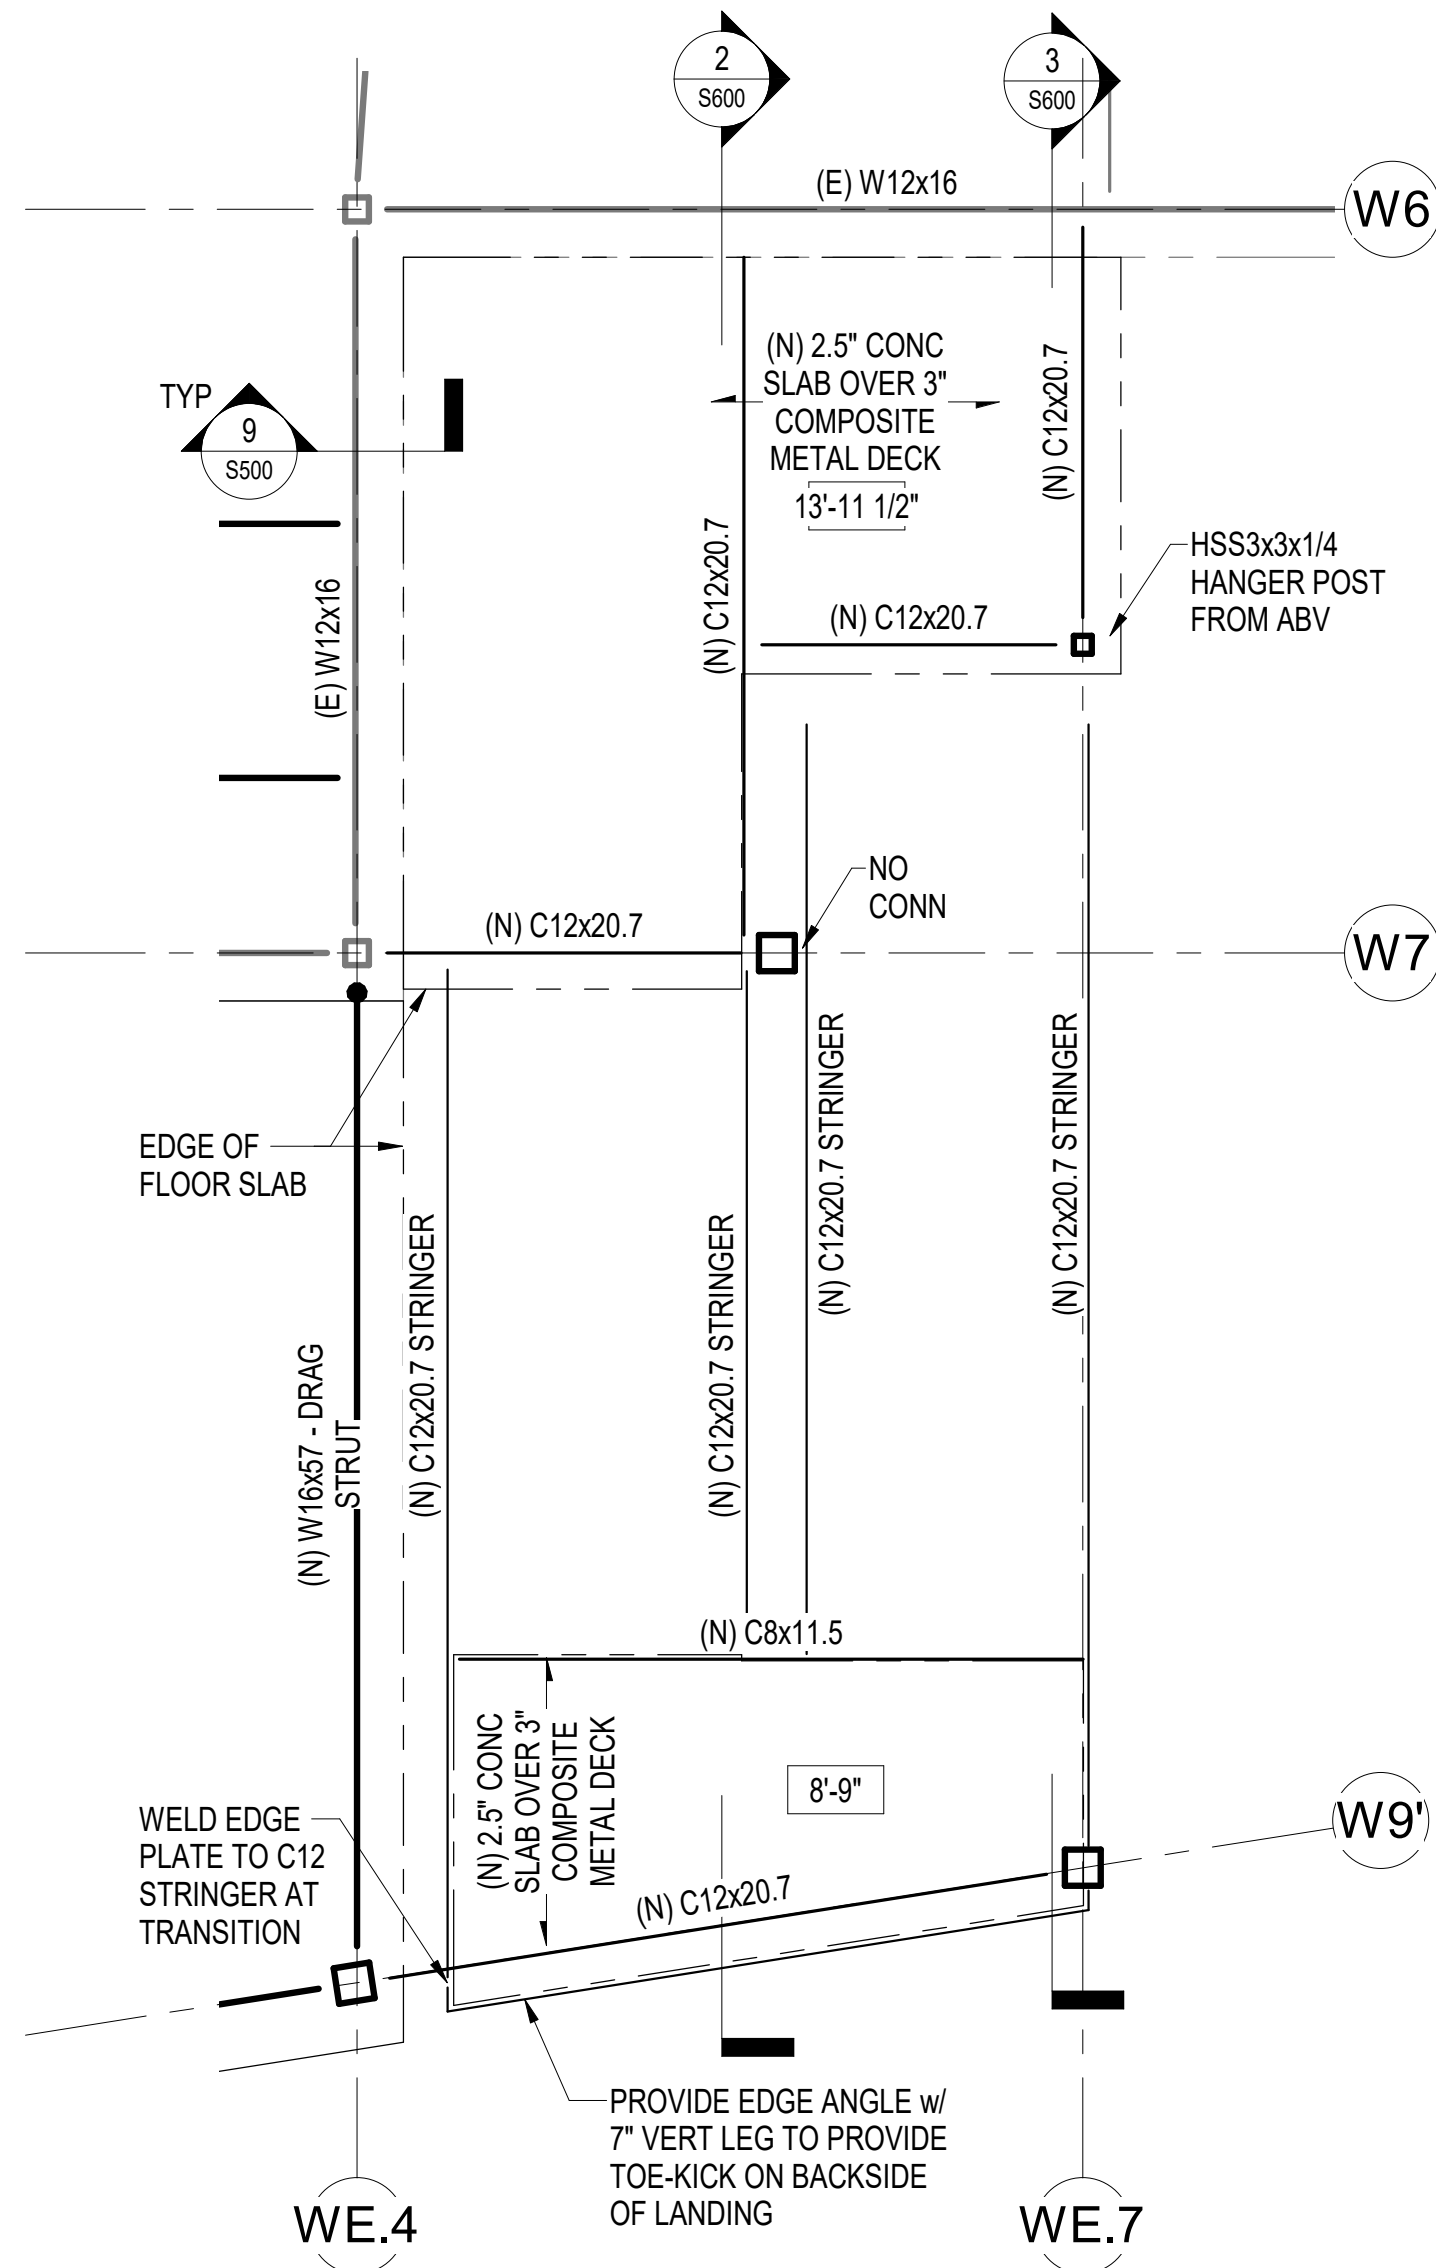 2
S600
3
S600
(E) W12x16
W6
(N) 2.5" CONC
SLAB OVER 3"
COMPOSITE
METAL DECK
13'-11 1/2"
(N) C12x20.7
TYP
9
S500
(N) C12x20.7
HSS3x3x1/4
HANGER POST
FROM ABV
(E) W12x16
(N) C12x20.7
NO
CONN
(N) C12x20.7
W7
(N) C12x20.7 STRINGER
(N) C12x20.7 STRINGER
EDGE OF
FLOOR SLAB
(N) C12x20.7 STRINGER
(N) C12x20.7 STRINGER
(N) W16x57 - DRAG
STRUT
(N) C8x11.5
(N) 2.5" CONC
SLAB OVER 3"
COMPOSITE
METAL DECK
8'-9"
W9'
WELD EDGE
PLATE TO C12
STRINGER AT
TRANSITION
(N) C12x20.7
PROVIDE EDGE ANGLE w/
7" VERT LEG TO PROVIDE
TOE-KICK ON BACKSIDE
OF LANDING
WE.4
WE.7